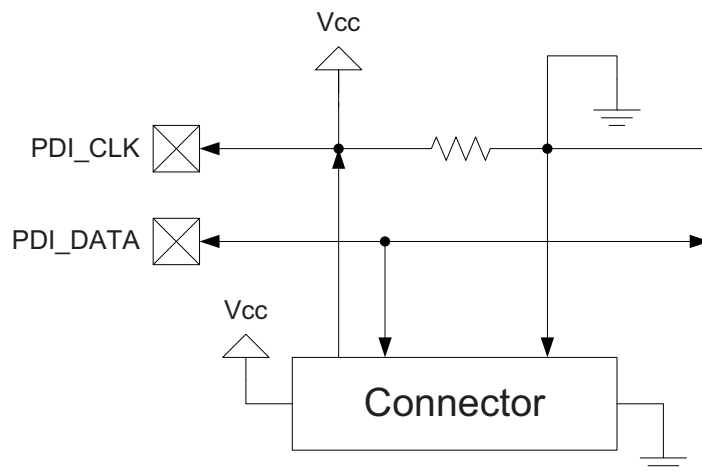 Vcc
PDI_CLK
PDI_DATA
Vcc
Connector